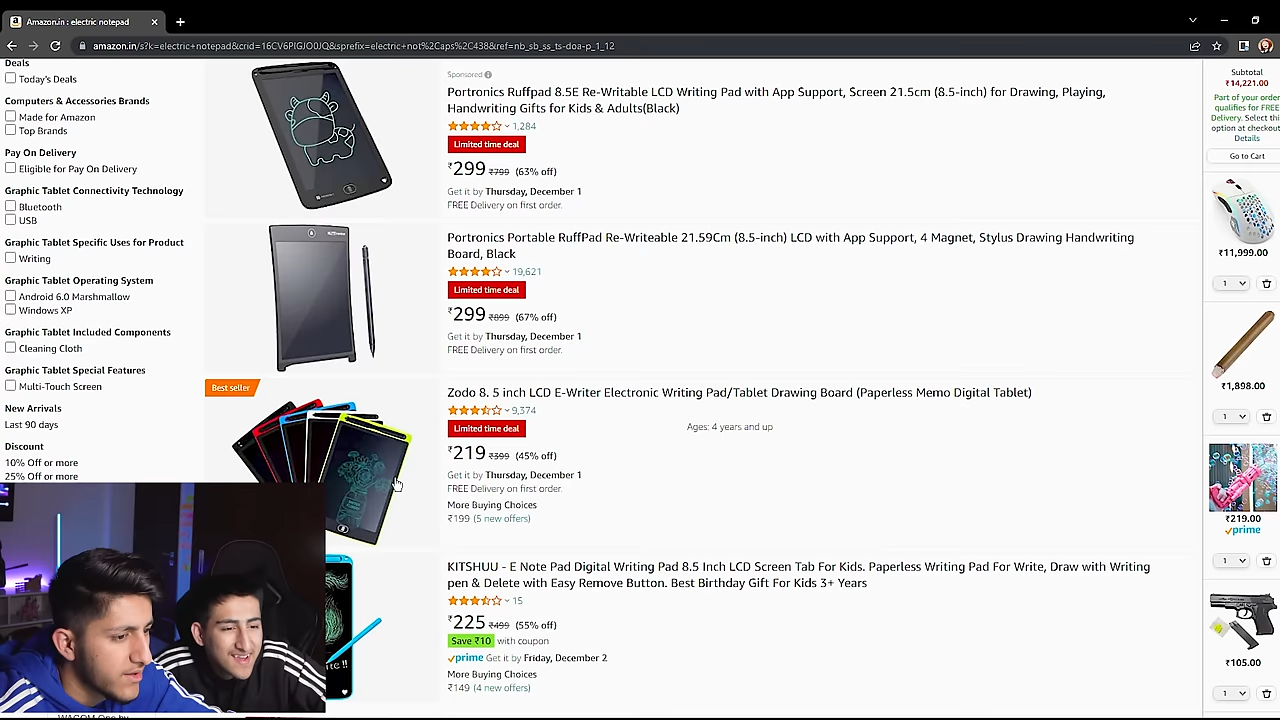 Amazon.in : electric notepad
amazon.in/s?k=electric+notepad&crid=16CV6PIGJO0JQ&sprefix=electric+not%2Caps%2C438&ref=nb_sb_ss_ts-doa-p_1_12
Deals
Today's Deals
Computers & Accessories Brands
Made for Amazon
Top Brands
Pay On Delivery
Eligible for Pay On Delivery
Graphic Tablet Connectivity Technology
Bluetooth
USB
Graphic Tablet Specific Uses for Product
Writing
Graphic Tablet Operating System
Android 6.0 Marshmallow
Windows XP
Graphic Tablet Included Components
Cleaning Cloth
Graphic Tablet Special Features
Multi-Touch Screen
New Arrivals
Last 90 days
Discount
10% Off or more
25% Off or more
Sponsored
Portronics Ruffpad 8.5E Re-Writable LCD Writing Pad with App Support, Screen 21.5cm (8.5-inch) for Drawing, Playing,
Handwriting Gifts for Kids & Adults(Black)
1,284
Limited time deal
₹299 ₹799 (63% off)
Get it by Thursday, December 1
FREE Delivery on first order.
Portronics Portable RuffPad Re-Writeable 21.59Cm (8.5-inch) LCD with App Support, 4 Magnet, Stylus Drawing Handwriting
Board, Black
19,621
Limited time deal
₹299 ₹899 (67% off)
Get it by Thursday, December 1
FREE Delivery on first order.
Best seller
Zodo 8. 5 inch LCD E-Writer Electronic Writing Pad/Tablet Drawing Board (Paperless Memo Digital Tablet)
9,374
Limited time deal
Ages: 4 years and up
₹219 ₹399 (45% off)
Get it by Thursday, December 1
FREE Delivery on first order.
More Buying Choices
₹199 (5 new offers)
KITSHUU - E Note Pad Digital Writing Pad 8.5 Inch LCD Screen Tab For Kids. Paperless Writing Pad For Write, Draw with Writing
pen & Delete with Easy Remove Button. Best Birthday Gift For Kids 3+ Years
15
₹225 ₹499 (55% off)
Save ₹10 with coupon
prime Get it by Friday, December 2
More Buying Choices
₹149 (4 new offers)
Subtotal
₹14,221.00
Part of your order
qualifies for FREE
Delivery. Select this
option at checkout.
Details
Go to Cart
₹11,999.00
1
₹1,898.00
1
₹219.00
prime
1
₹105.00
1